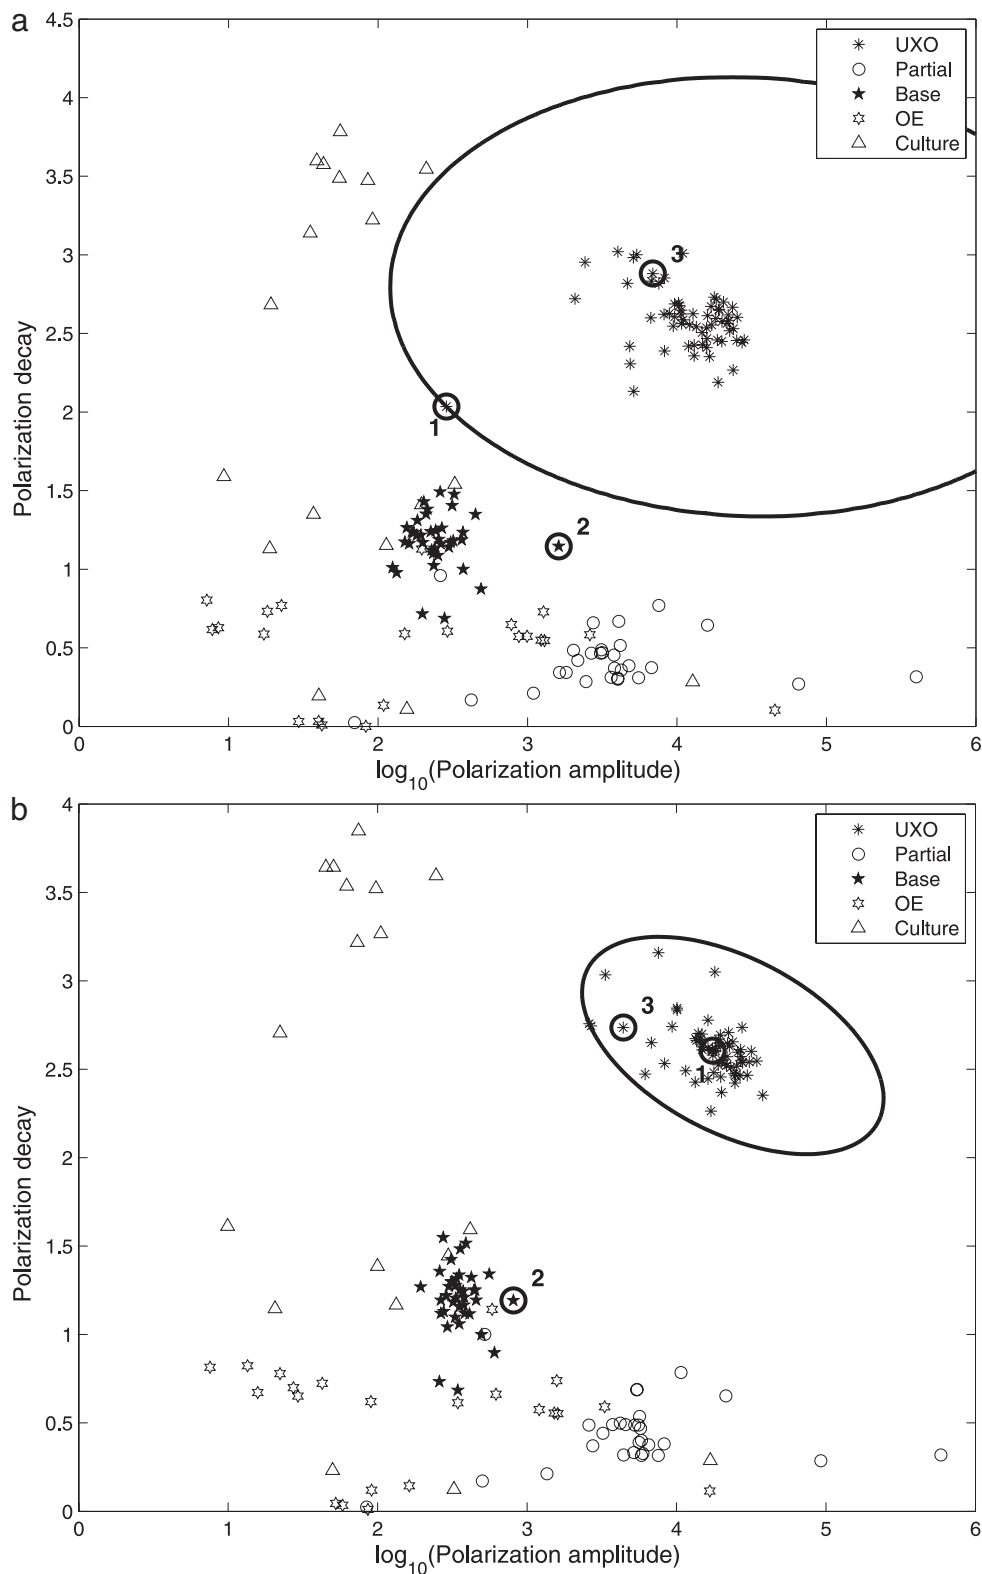 a
4.5
4
3.5
3
2.5
2
1.5
1
0.5
0
Polarization decay
UXO
Partial
Base
OE
Culture
3
1
2
0 1 2 3 4 5 6
log10(Polarization amplitude)
b
4
3.5
3
2.5
2
1.5
1
0.5
0
Polarization decay
UXO
Partial
Base
OE
Culture
3
1
2
0 1 2 3 4 5 6
log10(Polarization amplitude)